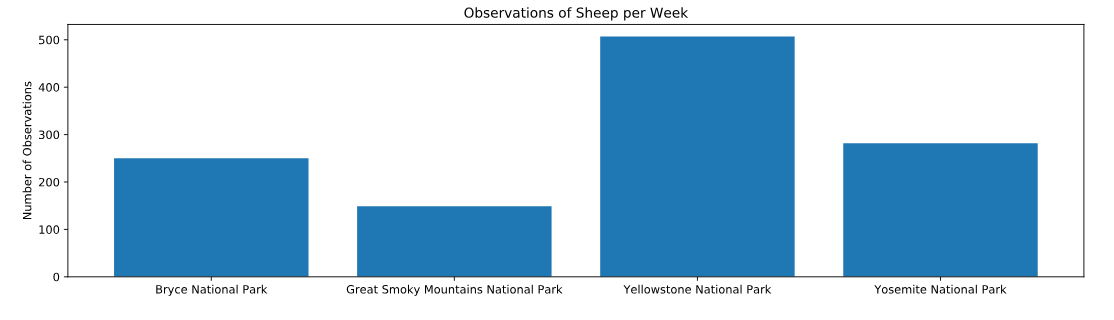 Observations of Sheep per Week
Number of Observations
500
400
300
200
100
0
Bryce National Park
Great Smoky Mountains National Park
Yellowstone National Park
Yosemite National Park